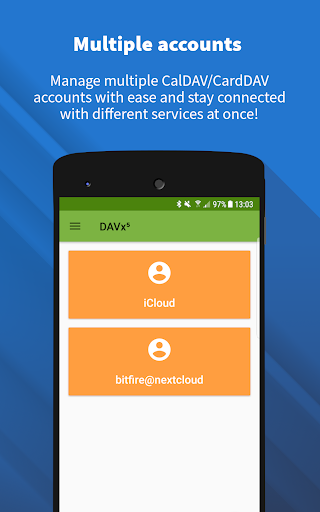 Multiple accounts
Manage multiple CalDAV/CardDAV
accounts with ease and stay connected
with different services at once!
97% 13:03
DAVx⁵
iCloud
bitfire@nextcloud